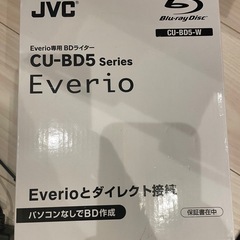 JVC
Blu-ray Disc
CU-BD5-W
Everio専用 BDライター
CU-BD5 Series
Everio
Everioとダイレクト接続
パソコンなしでBD作成
保証書在中